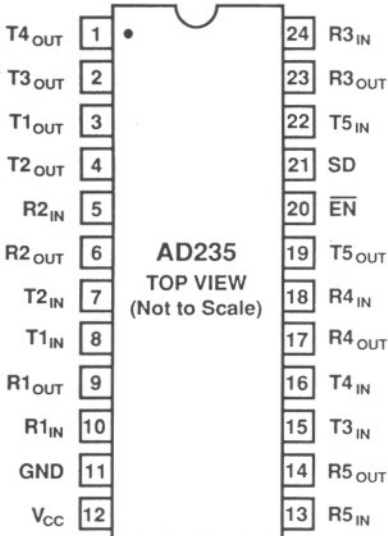 T4OUT 1 24 R3IN
T3OUT 2 23 R3OUT
T1OUT 3 22 T5IN
T2OUT 4 21 SD
R2IN 5 20 E̅N̅
R2OUT 6 AD235 19 T5OUT
T2IN 7 TOP VIEW 18 R4IN
(Not to Scale)
T1IN 8 17 R4OUT
R1OUT 9 16 T4IN
R1IN 10 15 T3IN
GND 11 14 R5OUT
VCC 12 13 R5IN